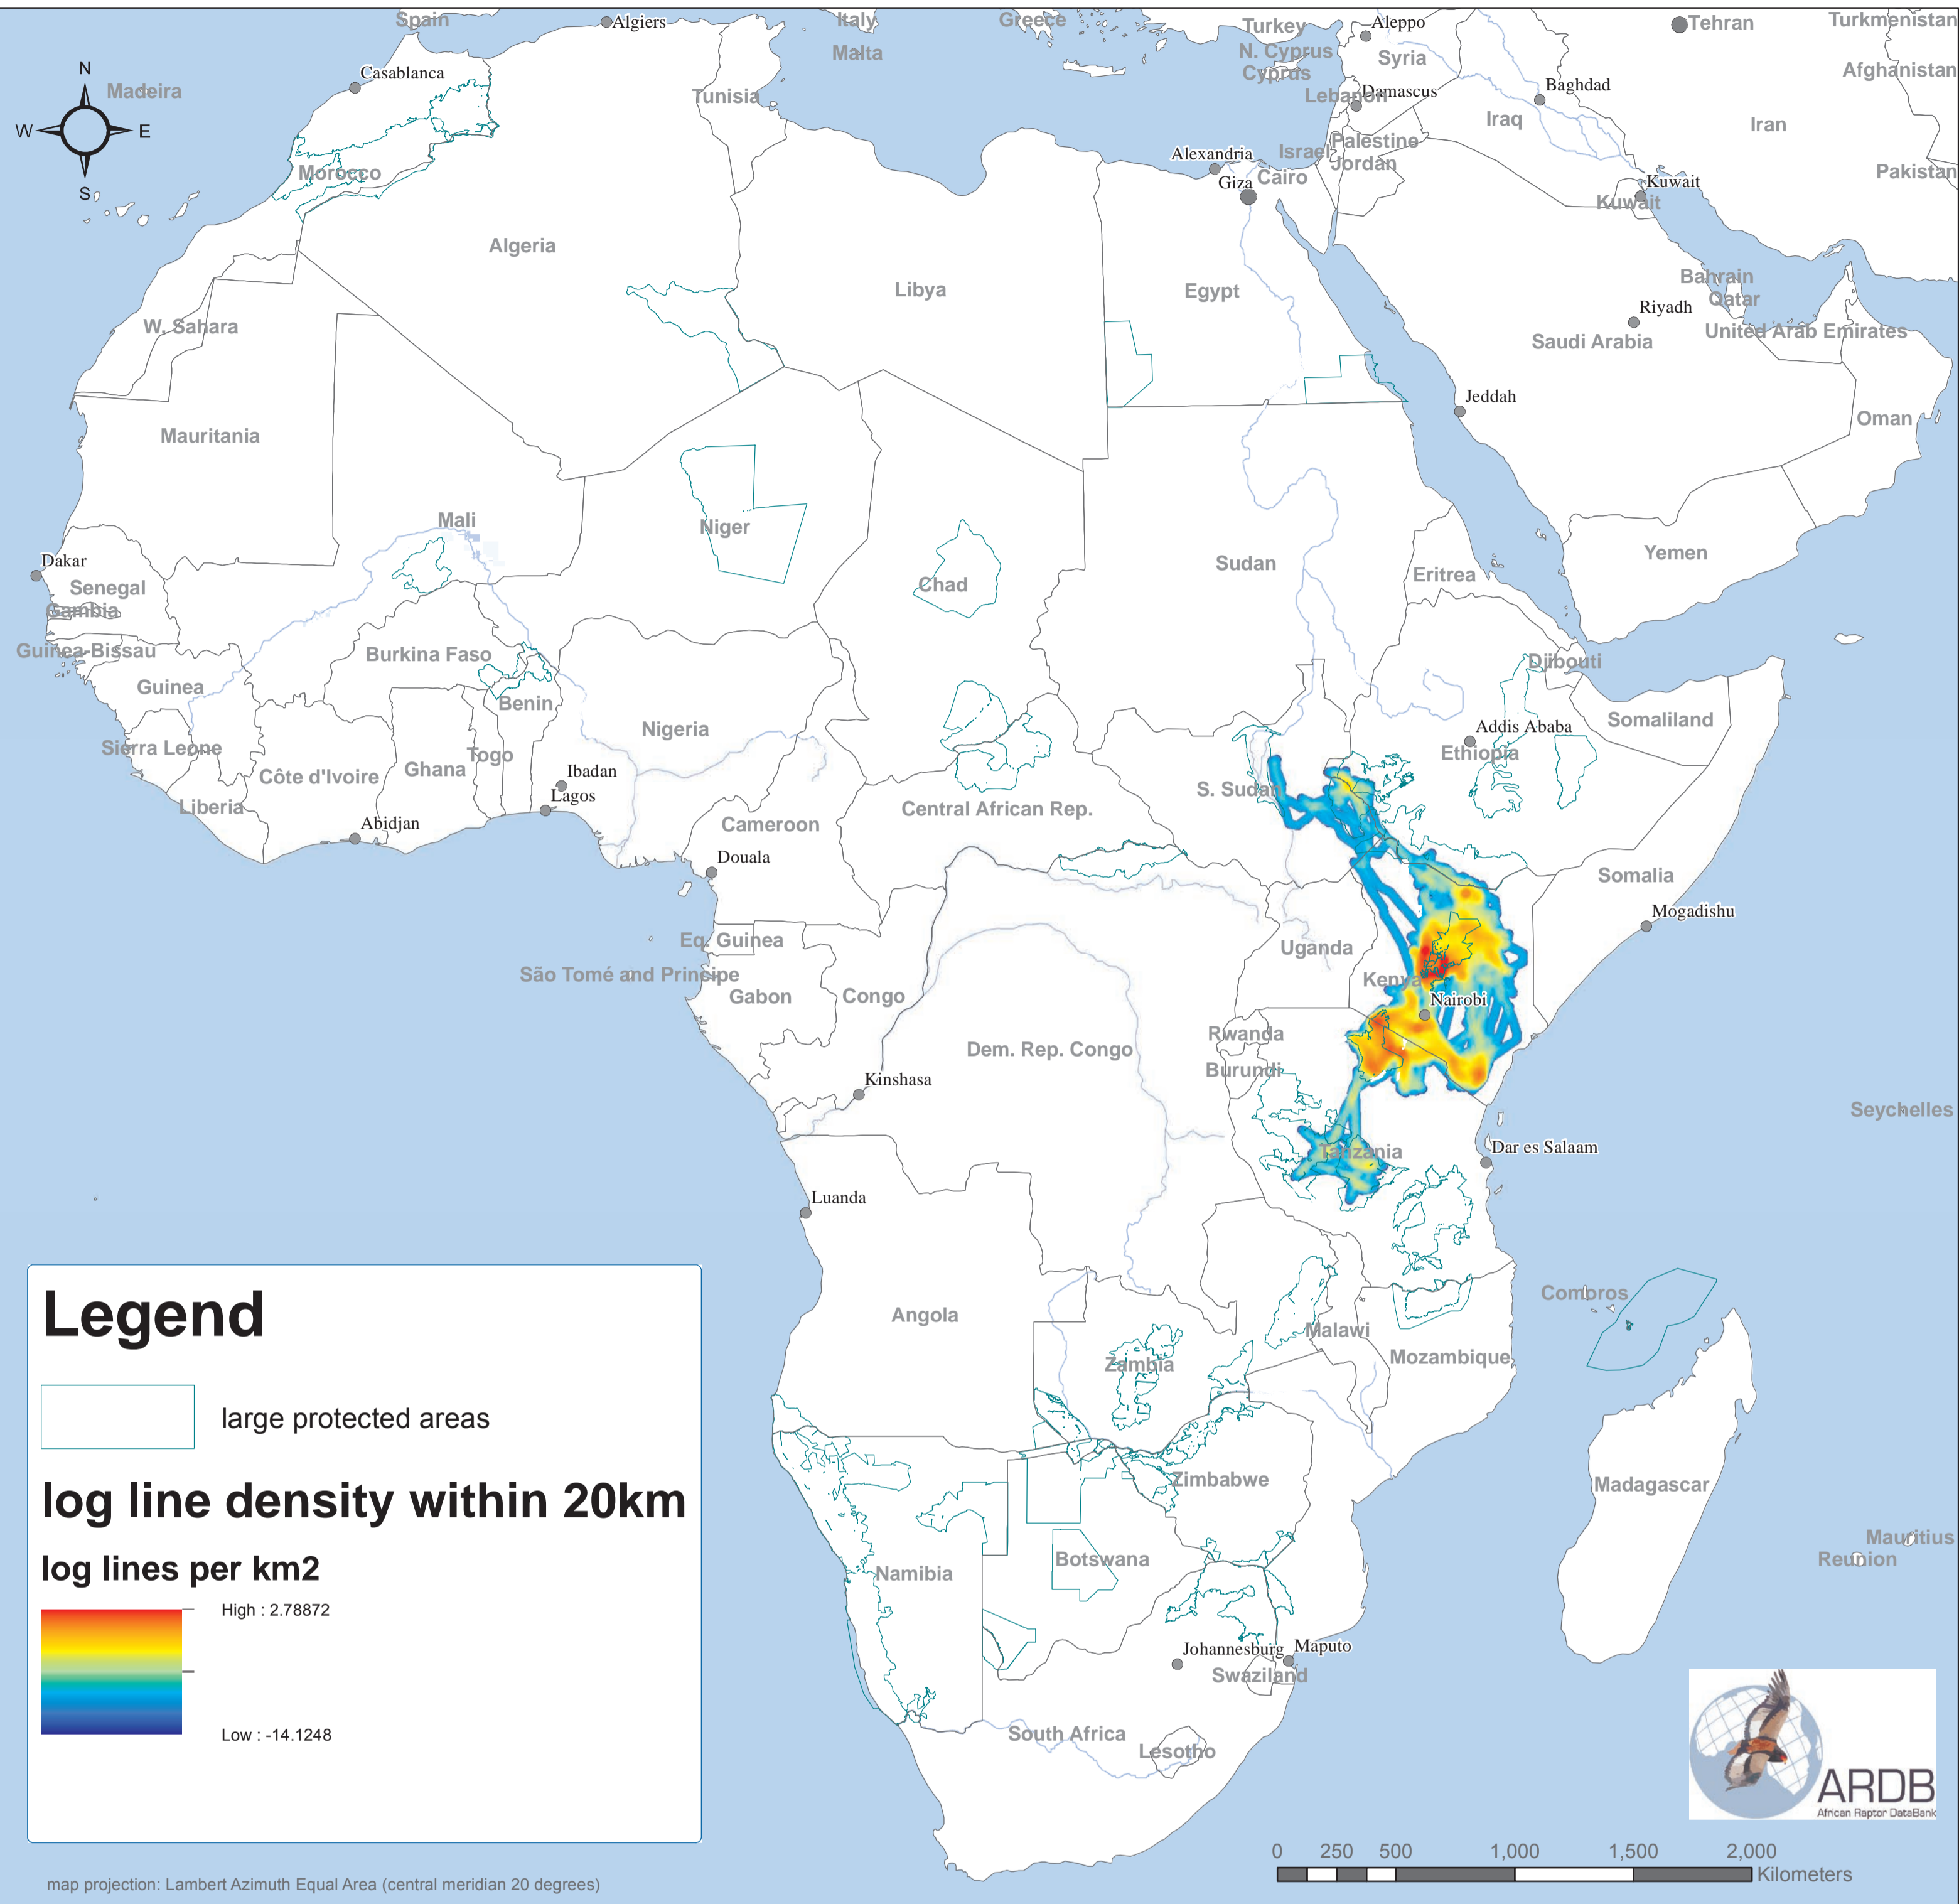 Spain
Algiers
Italy
Greece
Turkey
Aleppo
Tehran
Turkmenistan
Malta
N. Cyprus
Syria
Cyprus
Casablanca
Afghanistan
N
Madeira
Tunisia
Lebanon
Damascus
Baghdad
W
E
Iraq
Iran
Alexandria
Israel
Palestine
Jordan
Morocco
S
Giza
Cairo
Kuwait
Kuwait
Pakistan
Algeria
Libya
Egypt
Bahrain
Qatar
Riyadh
W. Sahara
Saudi Arabia
United Arab Emirates
Jeddah
Oman
Mauritania
Mali
Niger
Chad
Sudan
Eritrea
Yemen
Dakar
Senegal
Gambia
Guinea-Bissau
Burkina Faso
Djibouti
Guinea
Benin
Nigeria
Addis Ababa
Somaliland
Sierra Leone
Togo
Ethiopia
Côte d'Ivoire
Ghana
Ibadan
Lagos
S. Sudan
Liberia
Abidjan
Cameroon
Central African Rep.
Douala
Somalia
Mogadishu
Eq. Guinea
Uganda
São Tomé and Principe
Kenya
Gabon
Congo
Nairobi
Rwanda
Dem. Rep. Congo
Burundi
Kinshasa
Seychelles
Tanzania
Dar es Salaam
Luanda
Comoros
Angola
Malawi
Mozambique
Zambia
Zimbabwe
Madagascar
Mauritius
Reunion
Botswana
Namibia
Johannesburg
Maputo
Swaziland
South Africa
Lesotho
Legend
large protected areas
log line density within 20km
log lines per km2
High : 2.78872
Low : -14.1248
ARDB
African Raptor DataBank
0 250 500 1,000 1,500 2,000
Kilometers
map projection: Lambert Azimuth Equal Area (central meridian 20 degrees)